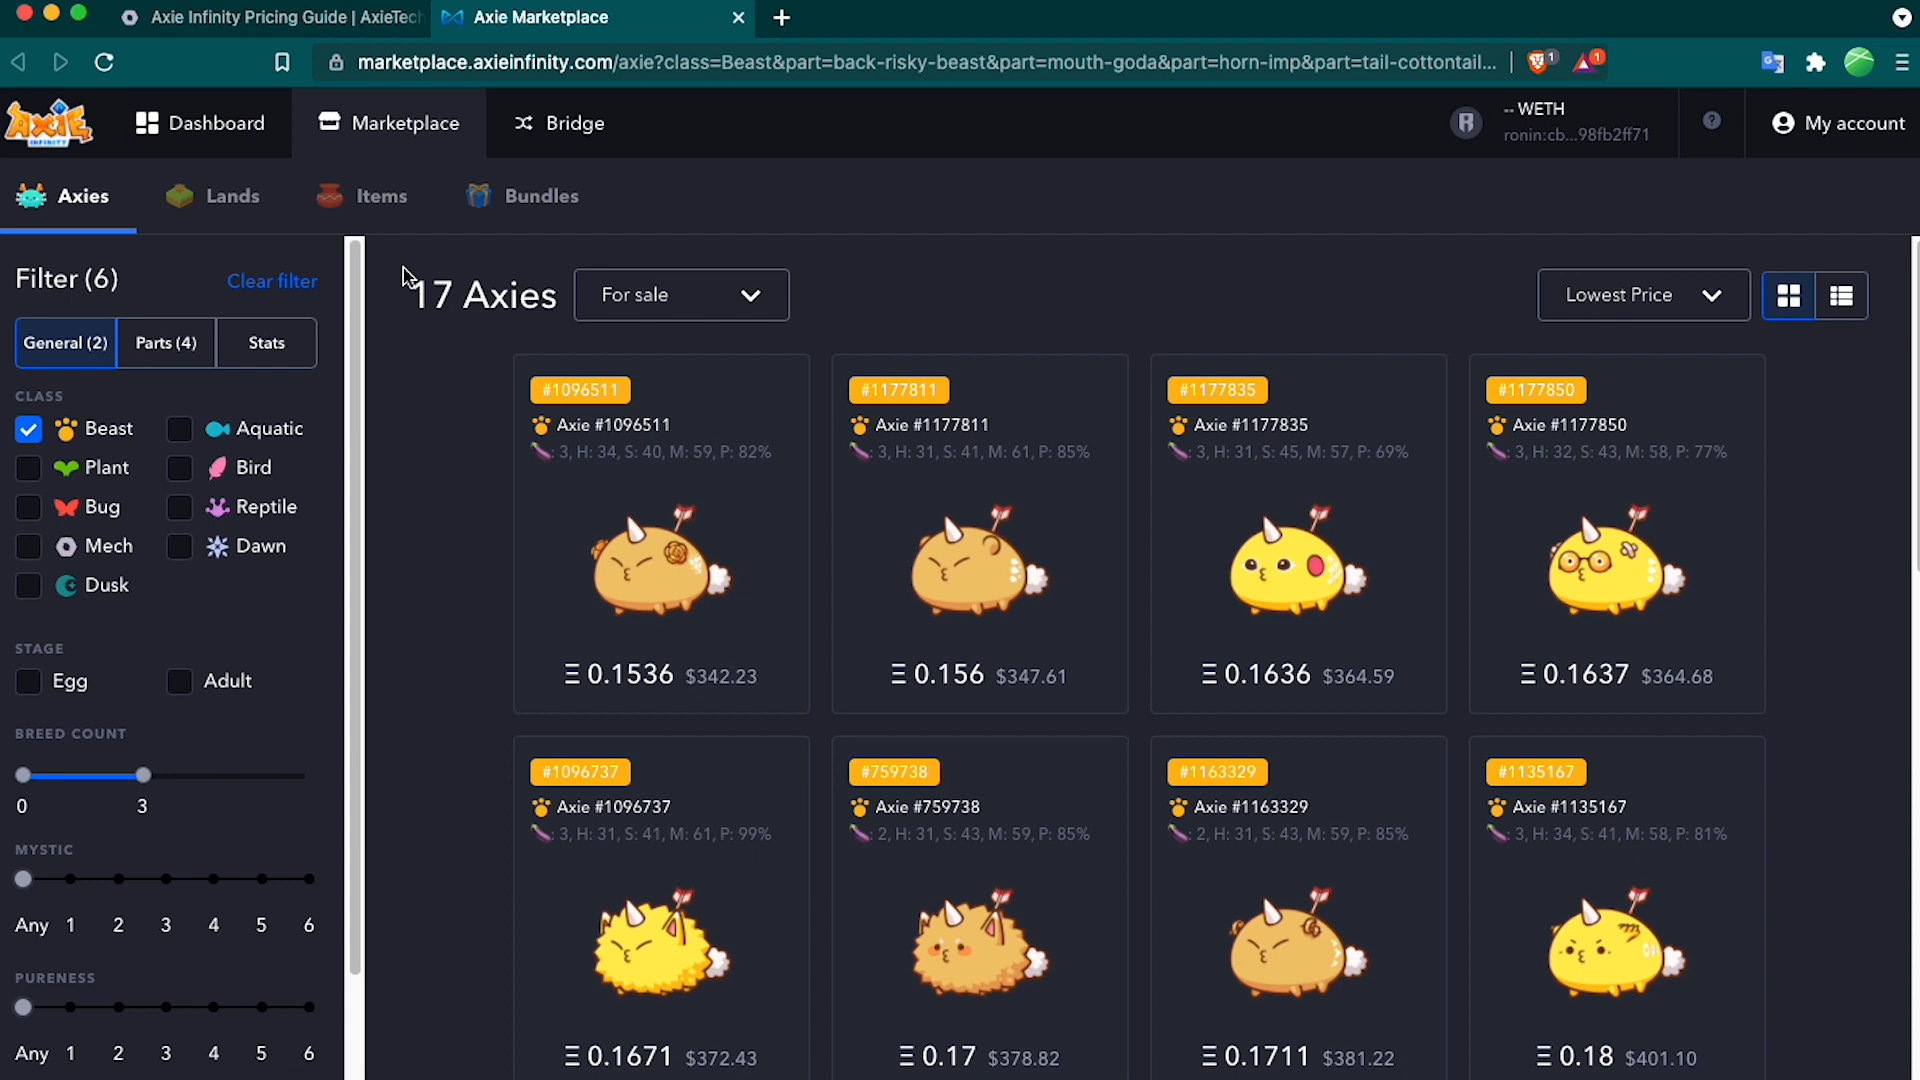 Axie Infinity Pricing Guide | AxieTech
Axie Marketplace
marketplace.axieinfinity.com/axie?class=Beast&part=back-risky-beast&part=mouth-goda&part=horn-imp&part=tail-cottontail...
1
1
AXIE
INFINITY
Dashboard
Marketplace
Bridge
-- WETH
ronin:cb...98fb2ff71
?
My account
Axies
Lands
Items
Bundles
Filter (6)
Clear filter
General (2)
Parts (4)
Stats
CLASS
Beast
Aquatic
Plant
Bird
Bug
Reptile
Mech
Dawn
Dusk
STAGE
Egg
Adult
BREED COUNT
0
3
MYSTIC
Any 1 2 3 4 5 6
PURENESS
Any 1 2 3 4 5 6
17 Axies
For sale
Lowest Price
#1096511
Axie #1096511
: 3, H: 34, S: 40, M: 59, P: 82%
Ξ 0.1536 $342.23
#1177811
Axie #1177811
: 3, H: 31, S: 41, M: 61, P: 85%
Ξ 0.156 $347.61
#1177835
Axie #1177835
: 3, H: 31, S: 45, M: 57, P: 69%
Ξ 0.1636 $364.59
#1177850
Axie #1177850
: 3, H: 32, S: 43, M: 58, P: 77%
Ξ 0.1637 $364.68
#1096737
Axie #1096737
: 3, H: 31, S: 41, M: 61, P: 99%
Ξ 0.1671 $372.43
#759738
Axie #759738
: 2, H: 31, S: 43, M: 59, P: 85%
Ξ 0.17 $378.82
#1163329
Axie #1163329
: 2, H: 31, S: 43, M: 59, P: 85%
Ξ 0.1711 $381.22
#1135167
Axie #1135167
: 3, H: 34, S: 41, M: 58, P: 81%
Ξ 0.18 $401.10